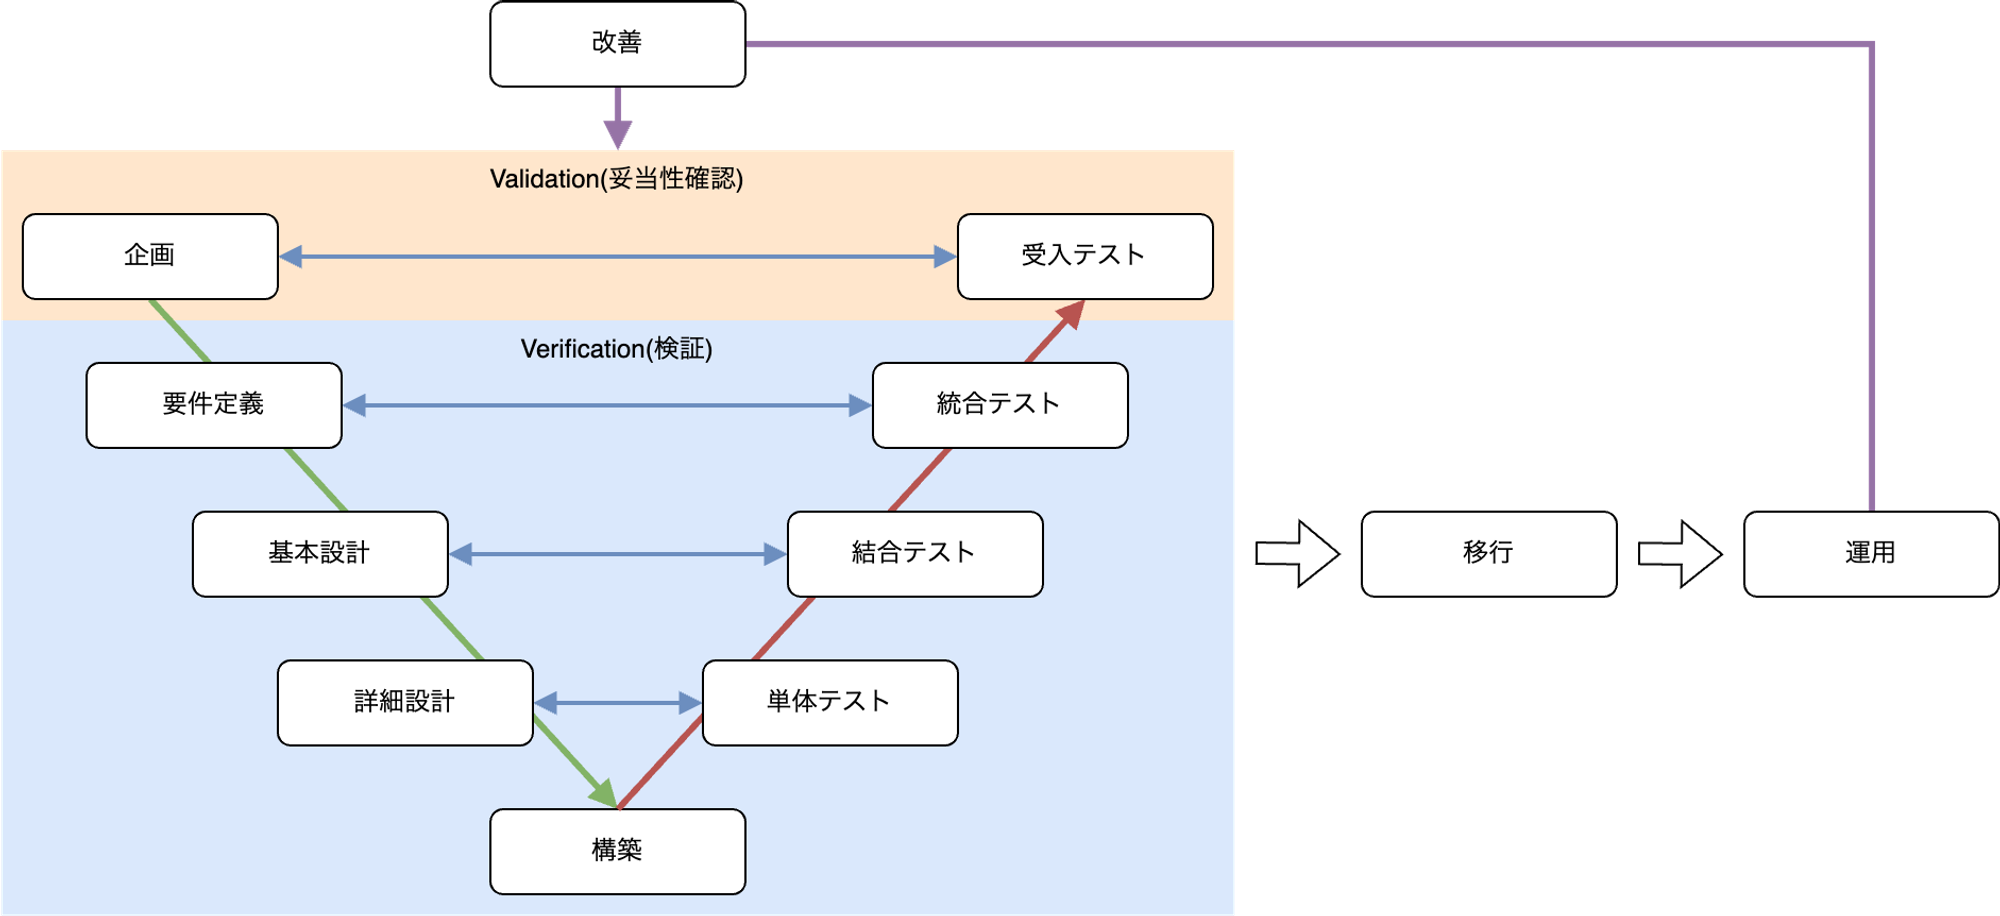 改善
Validation(妥当性確認)
企画
受入テスト
Verification(検証)
要件定義
統合テスト
基本設計
結合テスト
移行
運用
詳細設計
単体テスト
構築